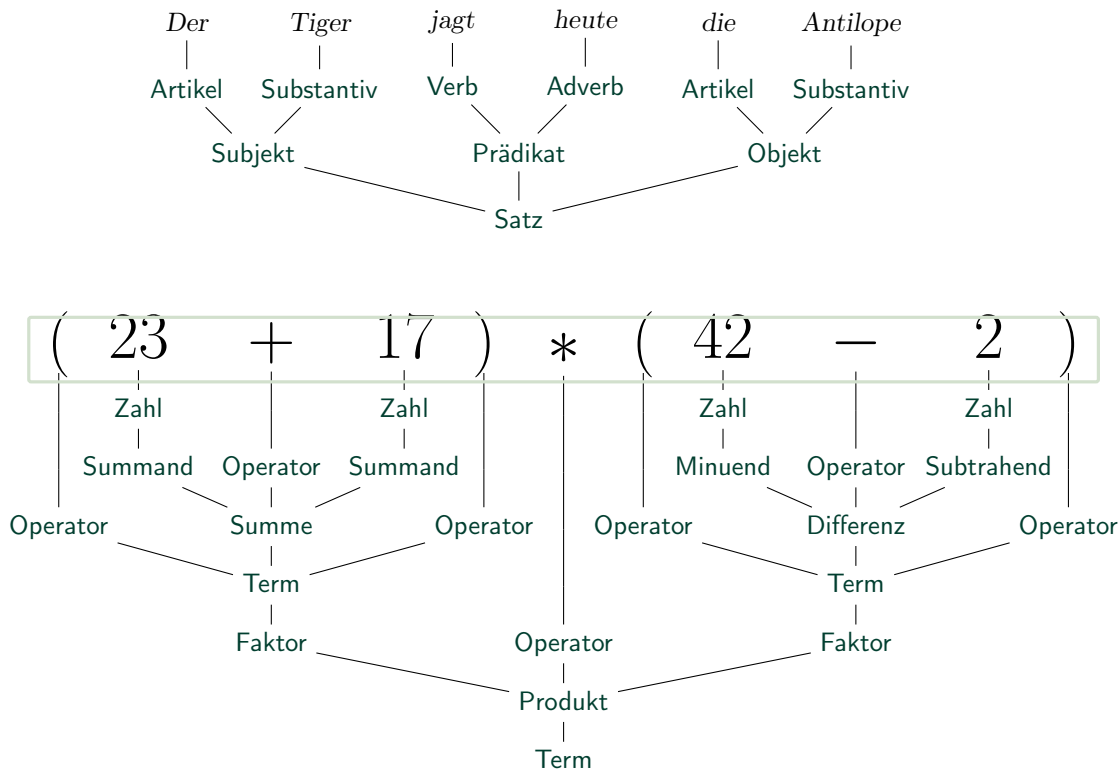 Der Tiger jagt heute die Antilope
Artikel Substantiv Verb Adverb Artikel Substantiv
Subjekt Prädikat Objekt
Satz
( 23 + 17 ) * ( 42 − 2 )
Zahl Zahl Zahl Zahl
Summand Operator Summand Minuend Operator Subtrahend
Operator Summe Operator Operator Differenz Operator
Term Term
Faktor Operator Faktor
Produkt
Term